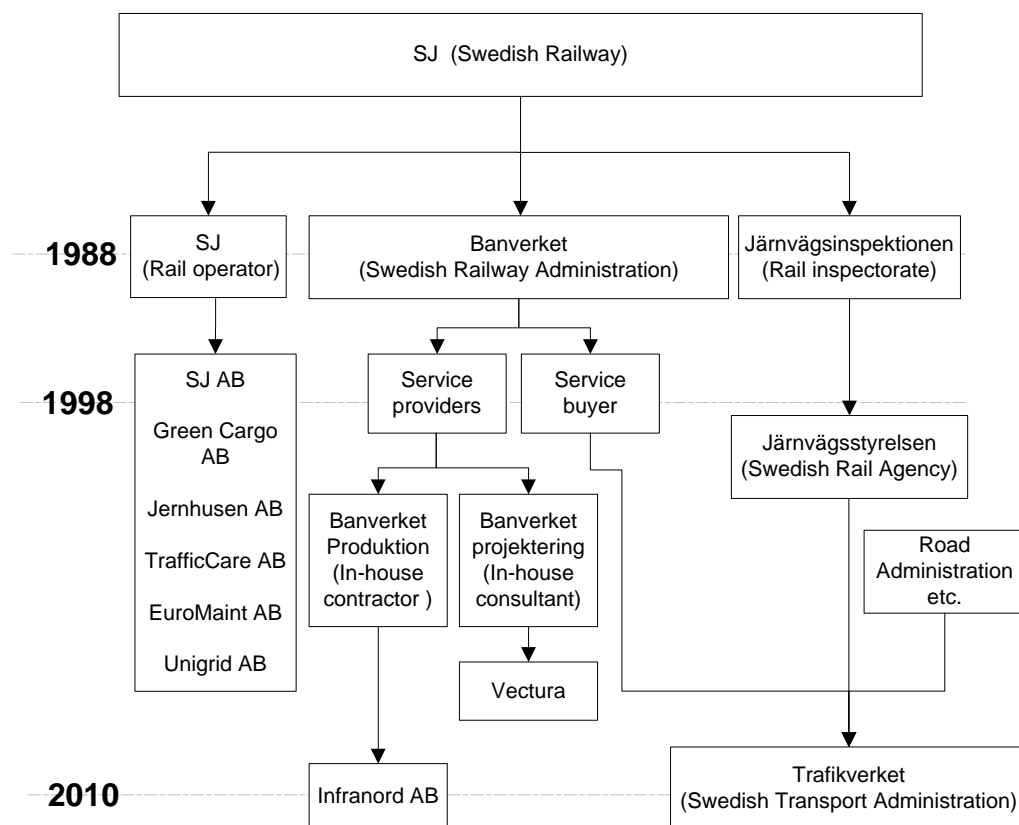 SJ (Swedish Railway)
1988
SJ
(Rail operator)
Banverket
(Swedish Railway Administration)
Järnvägsinspektionen
(Rail inspectorate)
1998
SJ AB
Green Cargo
AB
Jernhusen AB
TrafficCare AB
EuroMaint AB
Unigrid AB
Service
providers
Service
buyer
Järnvägsstyrelsen
(Swedish Rail Agency)
Banverket
Produktion
(In-house
contractor )
Banverket
projektering
(In-house
consultant)
Road
Administration
etc.
Vectura
2010
Infranord AB
Trafikverket
(Swedish Transport Administration)